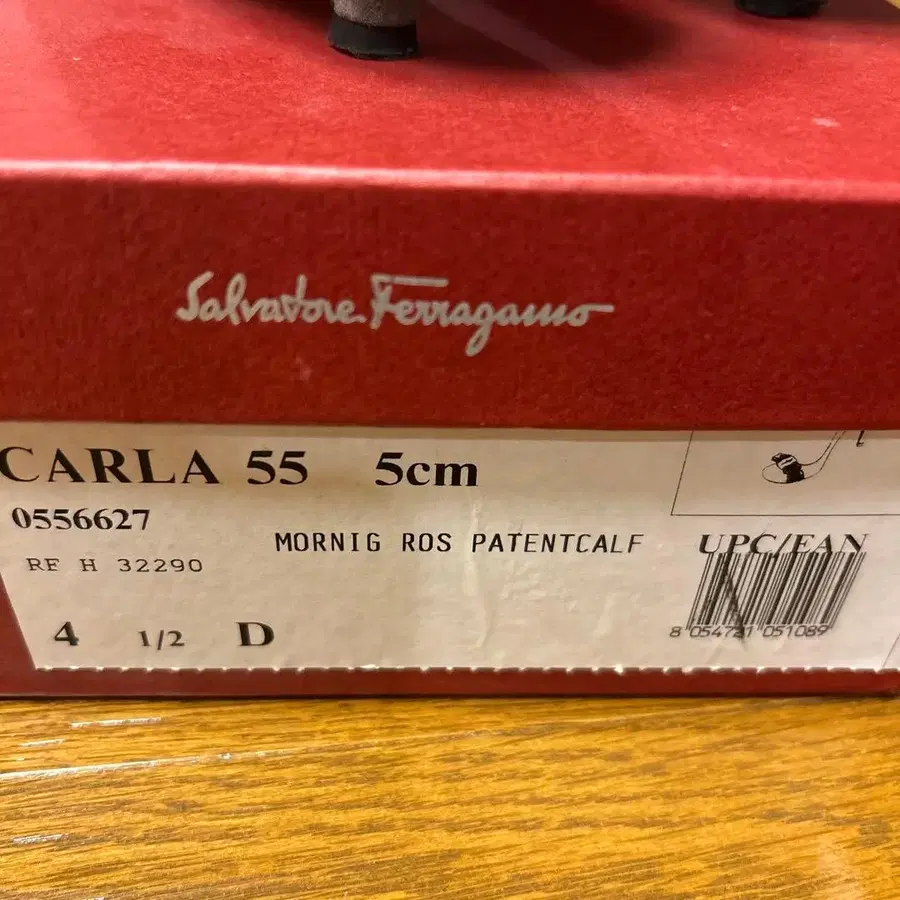 Salvatore Ferragamo
CARLA 55 5cm
0556627
MORNIG ROS PATENTCALF
UPC/EAN
RF H 32290
8 054721 051089
4 1/2 D